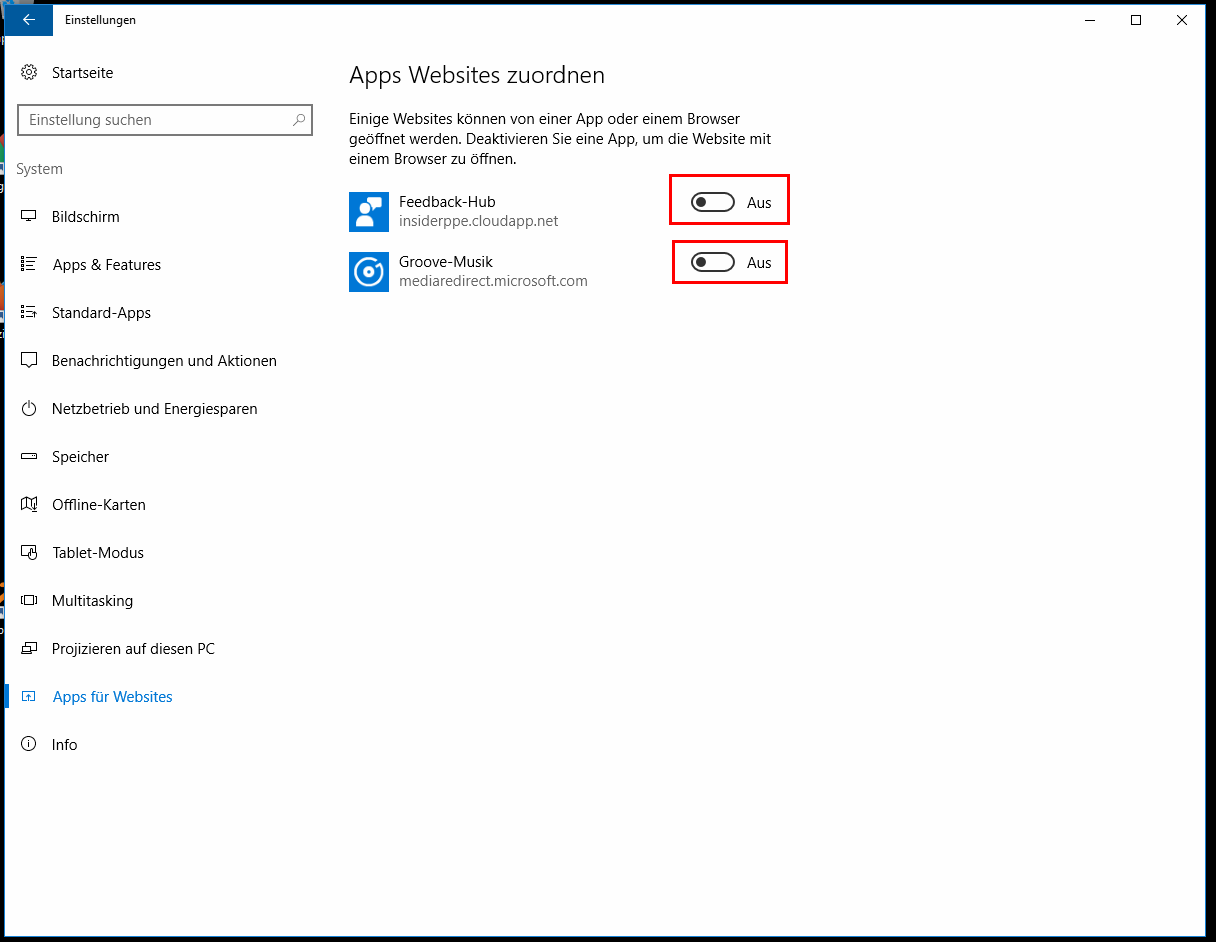 Einstellungen
Startseite
Einstellung suchen
System
Bildschirm
Apps & Features
Standard-Apps
Benachrichtigungen und Aktionen
Netzbetrieb und Energiesparen
Speicher
Offline-Karten
Tablet-Modus
Multitasking
Projizieren auf diesen PC
Apps für Websites
Info
Apps Websites zuordnen
Einige Websites können von einer App oder einem Browser
geöffnet werden. Deaktivieren Sie eine App, um die Website mit
einem Browser zu öffnen.
Feedback-Hub
insiderppe.cloudapp.net
Aus
Groove-Musik
mediaredirect.microsoft.com
Aus